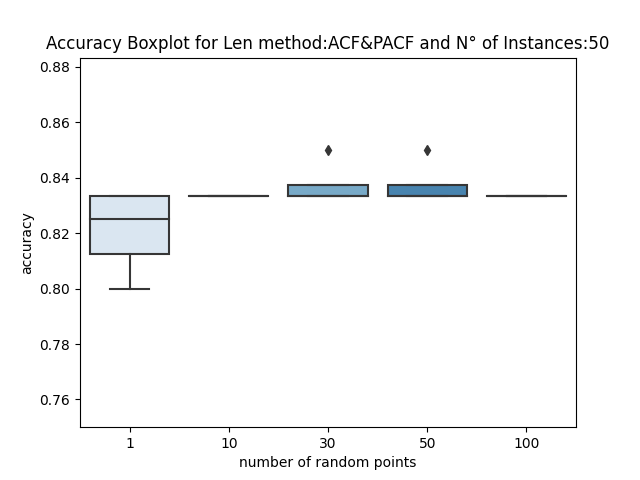 Accuracy Boxplot for Len method:ACF&PACF and N° of Instances:50
0.88
0.86
0.84
0.82
0.80
0.78
0.76
accuracy
1 10 30 50 100
number of random points